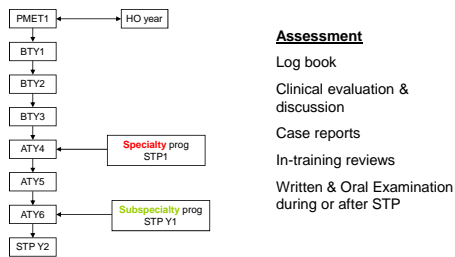 PMET1
HO year
BTY1
BTY2
BTY3
ATY4
Specialty prog
STP1
ATY5
ATY6
Subspecialty prog
STP Y1
STP Y2
Assessment
Log book
Clinical evaluation &
discussion
Case reports
In-training reviews
Written & Oral Examination
during or after STP